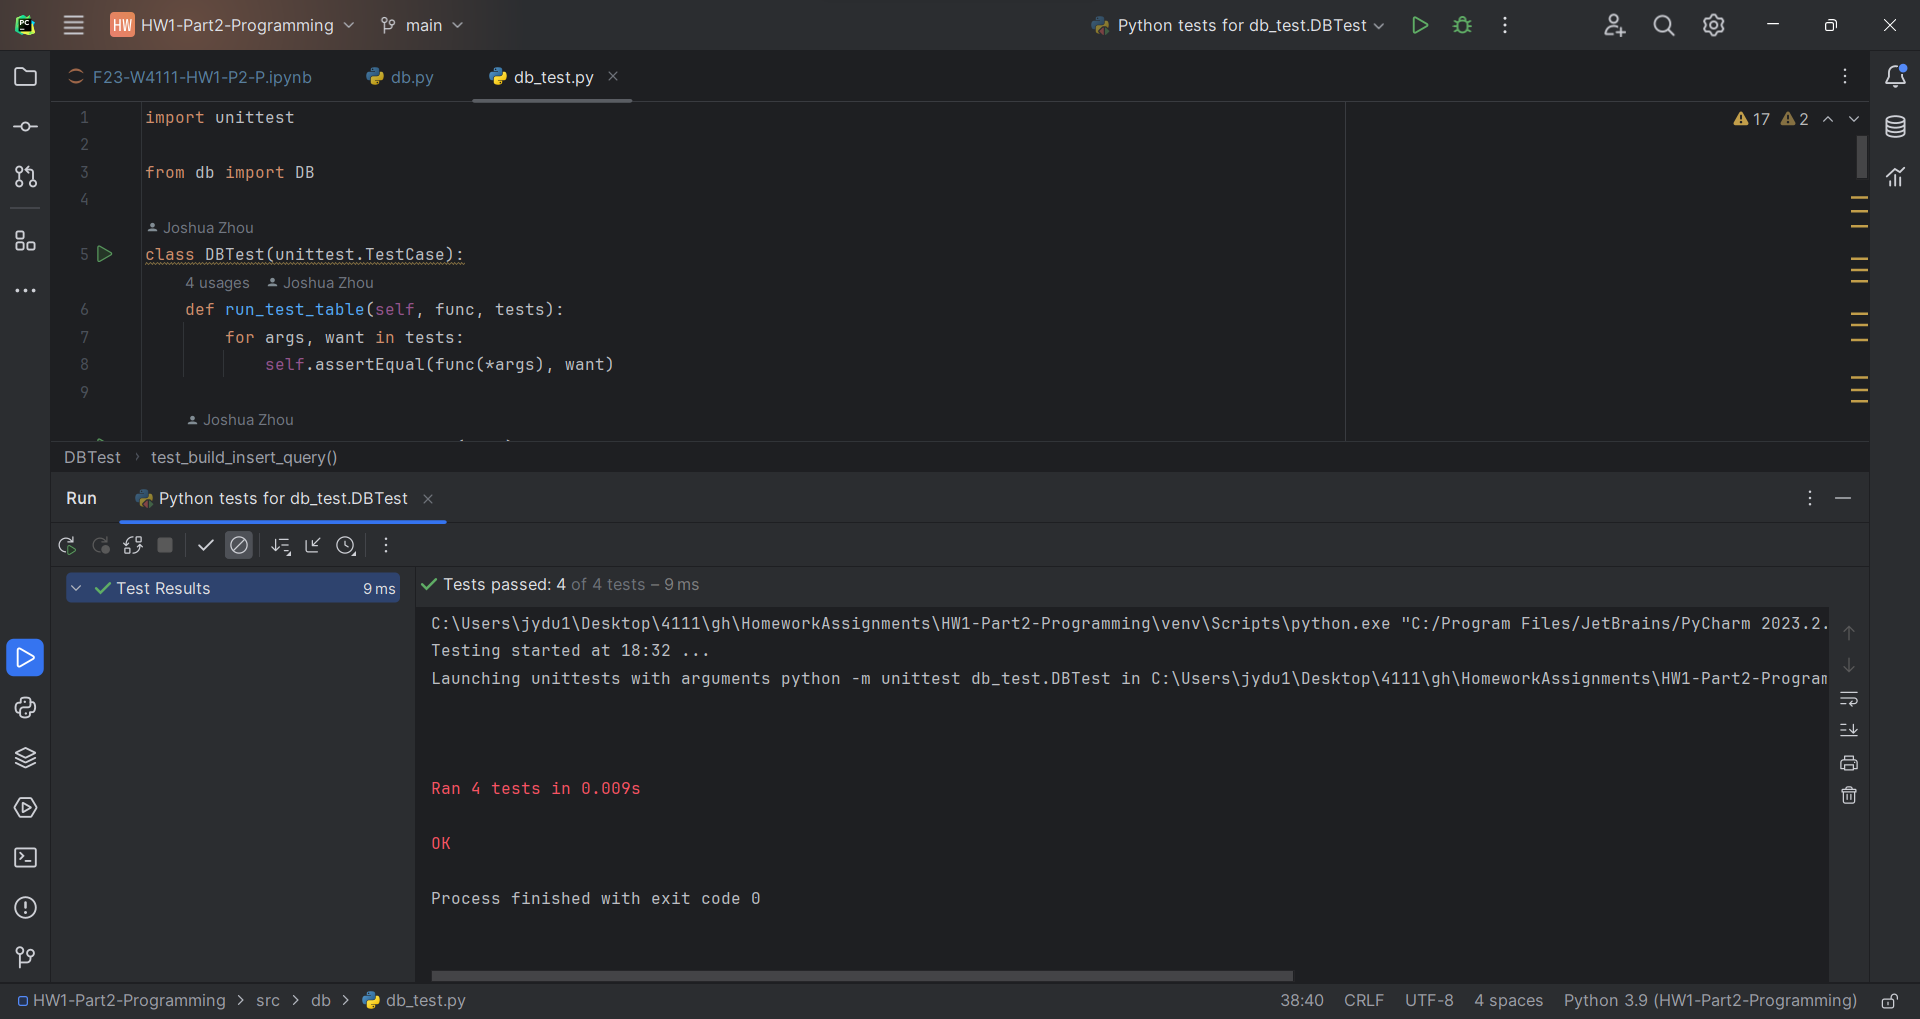 PC
HW HW1-Part2-Programming main Python tests for db_test.DBTest
F23-W4111-HW1-P2-P.ipynb db.py db_test.py
1 import unittest 17 2
2
3 from db import DB
4
Joshua Zhou
5 class DBTest(unittest.TestCase):
4 usages Joshua Zhou
6 def run_test_table(self, func, tests):
7 for args, want in tests:
8 self.assertEqual(func(*args), want)
9
Joshua Zhou
DBTest › test_build_insert_query()
Run Python tests for db_test.DBTest
Test Results 9 ms
Tests passed: 4 of 4 tests – 9 ms
C:\Users\jydu1\Desktop\4111\gh\HomeworkAssignments\HW1-Part2-Programming\venv\Scripts\python.exe "C:/Program Files/JetBrains/PyCharm 2023.2.
Testing started at 18:32 ...
Launching unittests with arguments python -m unittest db_test.DBTest in C:\Users\jydu1\Desktop\4111\gh\HomeworkAssignments\HW1-Part2-Program
Ran 4 tests in 0.009s
OK
Process finished with exit code 0
HW1-Part2-Programming > src > db > db_test.py 38:40 CRLF UTF-8 4 spaces Python 3.9 (HW1-Part2-Programming)